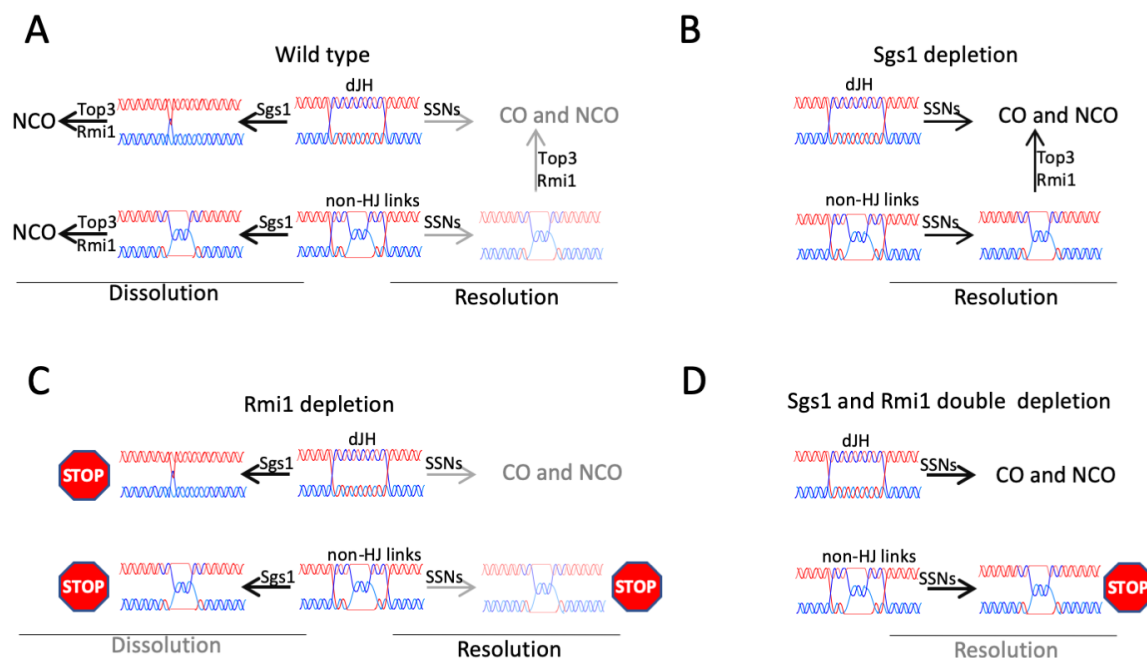 A
Wild type
dJH
NCO
Top3
Rmi1
Sgs1
SSNs
CO and NCO
Top3
Rmi1
non-HJ links
NCO
Top3
Rmi1
Sgs1
SSNs
Dissolution
Resolution
B
Sgs1 depletion
dJH
SSNs
CO and NCO
Top3
Rmi1
non-HJ links
SSNs
Resolution
C
Rmi1 depletion
dJH
STOP
Sgs1
SSNs
CO and NCO
non-HJ links
STOP
Sgs1
SSNs
STOP
Dissolution
Resolution
D
Sgs1 and Rmi1 double depletion
dJH
SSNs
CO and NCO
non-HJ links
SSNs
STOP
Resolution